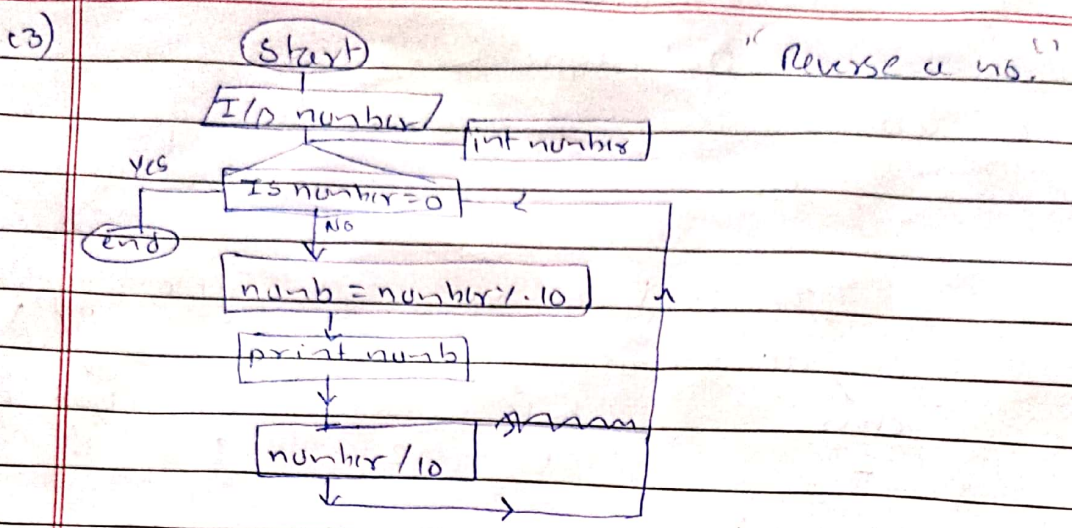 (3)
Start
" Reverse a no. "
I/O number
int number
Yes
Is number = 0
No
end
numb = number % 10
print numb
number / 10